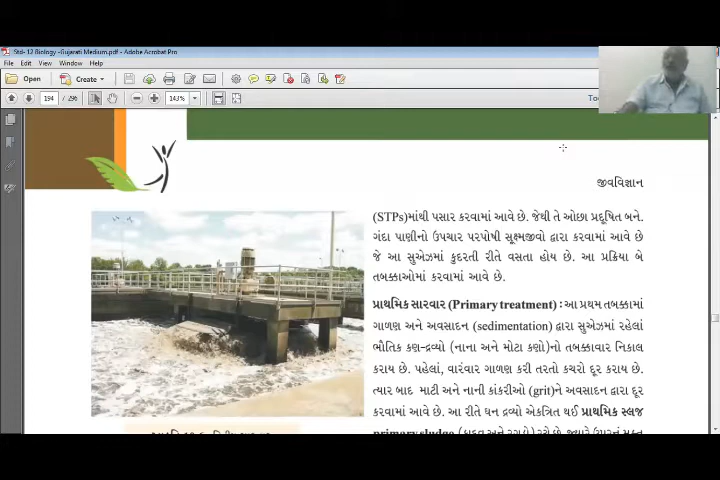 Std- 12-Biology -Gujarati Medium.pdf - Adobe Acrobat Pro
File Edit View Window Help
Open Create
194 / 296 143%
જીવવિજ્ઞાન
(STPs)માંથી પસાર કરવામાં આવે છે. જેથી તે ઓછા પ્રદૂષિત બને.
ગંદા પાણીનો ઉપચાર પરપોષી સૂક્ષ્મજીવો દ્વારા કરવામાં આવે છે
જે આ સુએઝમાં કુદરતી રીતે વસતા હોય છે. આ પ્રક્રિયા બે
તબક્કાઓમાં કરવામાં આવે છે.
પ્રાથમિક સારવાર (Primary treatment) : આ પ્રથમ તબક્કામાં
ગાળણ અને અવસાદન (sedimentation) દ્વારા સુએઝમાં રહેલાં
ભૌતિક કણ-દ્રવ્યો (નાના અને મોટા કણો)નો તબક્કાવાર નિકાલ
કરાય છે. પહેલાં, વારંવાર ગાળણ કરી તરતો કચરો દૂર કરાય છે.
ત્યાર બાદ માટી અને નાની કાંકરીઓ (grit)ને અવસાદન દ્વારા દૂર
કરવામાં આવે છે. આ રીતે ઘન દ્રવ્યો એકત્રિત થઈ પ્રાથમિક સ્લજ
primary sludge